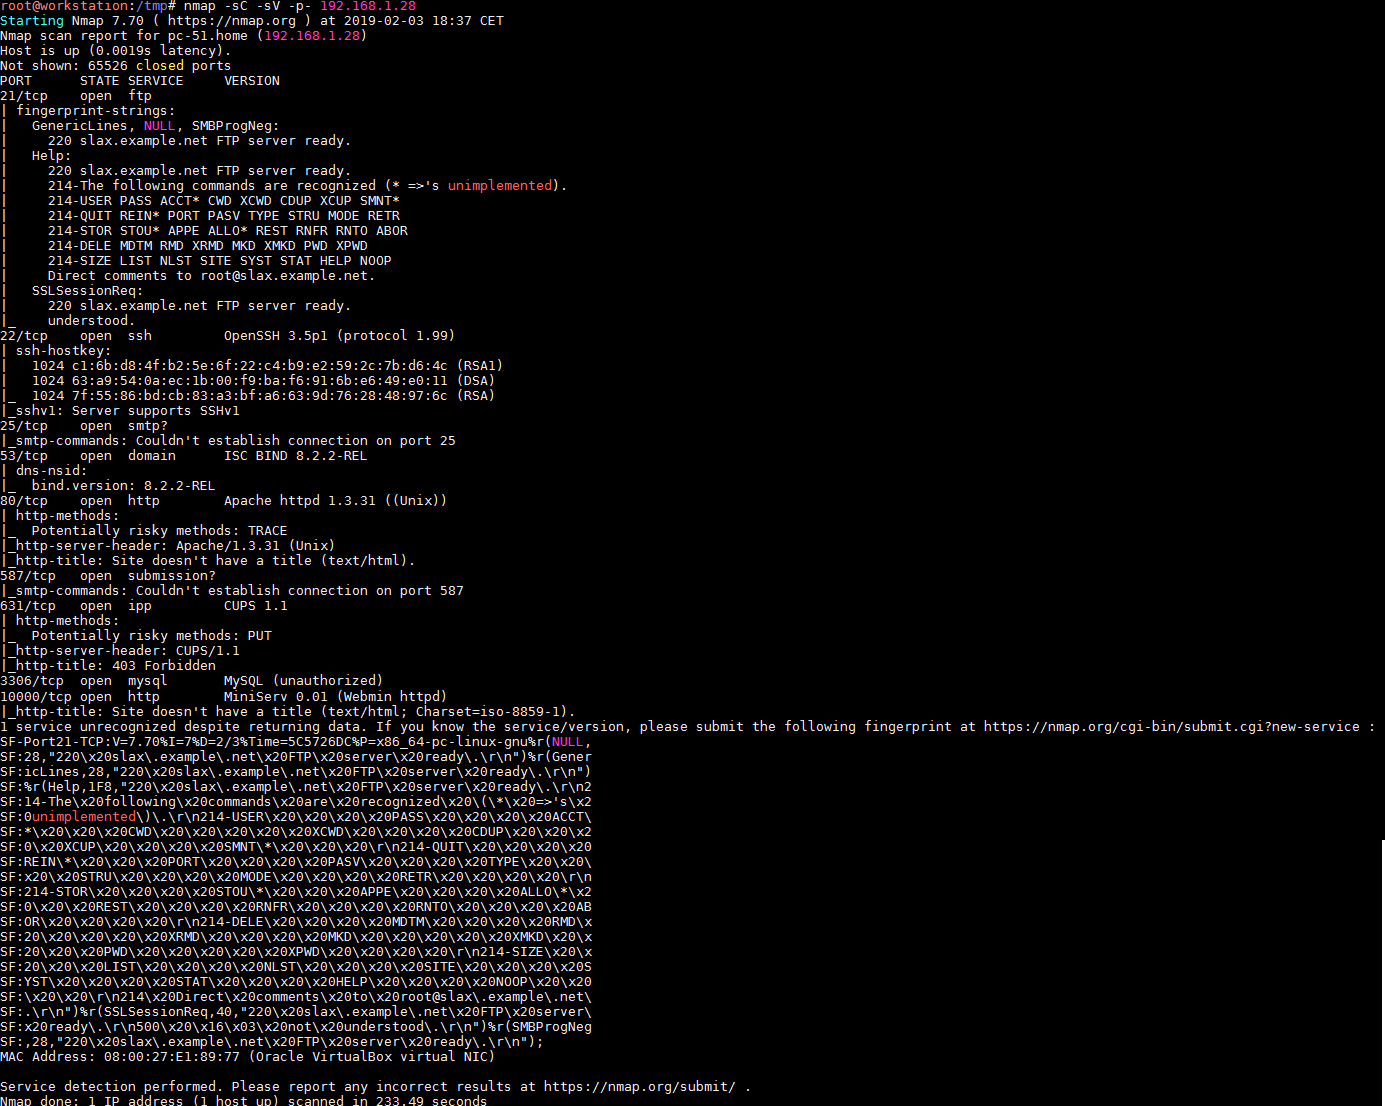 root@workstation:/tmp# nmap -sC -sV -p- 192.168.1.28
Starting Nmap 7.70 ( https://nmap.org ) at 2019-02-03 18:37 CET
Nmap scan report for pc-51.home (192.168.1.28)
Host is up (0.0019s latency).
Not shown: 65526 closed ports
PORT      STATE SERVICE     VERSION
21/tcp    open  ftp
| fingerprint-strings:
|   GenericLines, NULL, SMBProgNeg:
|     220 slax.example.net FTP server ready.
|   Help:
|     220 slax.example.net FTP server ready.
|     214-The following commands are recognized (* =>'s unimplemented).
|     214-USER PASS ACCT* CWD XCWD CDUP XCUP SMNT*
|     214-QUIT REIN* PORT PASV TYPE STRU MODE RETR
|     214-STOR STOU* APPE ALLO* REST RNFR RNTO ABOR
|     214-DELE MDTM RMD XRMD MKD XMKD PWD XPWD
|     214-SIZE LIST NLST SITE SYST STAT HELP NOOP
|     Direct comments to root@slax.example.net.
|   SSLSessionReq:
|     220 slax.example.net FTP server ready.
|_    understood.
22/tcp    open  ssh         OpenSSH 3.5p1 (protocol 1.99)
| ssh-hostkey:
|   1024 c1:6b:d8:4f:b2:5e:6f:22:c4:b9:e2:59:2c:7b:d6:4c (RSA1)
|   1024 63:a9:54:0a:ec:1b:00:f9:ba:f6:91:6b:e6:49:e0:11 (DSA)
|_  1024 7f:55:86:bd:cb:83:a3:bf:a6:63:9d:76:28:48:97:6c (RSA)
|_sshv1: Server supports SSHv1
25/tcp    open  smtp?
|_smtp-commands: Couldn't establish connection on port 25
53/tcp    open  domain      ISC BIND 8.2.2-REL
| dns-nsid:
|_  bind.version: 8.2.2-REL
80/tcp    open  http        Apache httpd 1.3.31 ((Unix))
| http-methods:
|_  Potentially risky methods: TRACE
|_http-server-header: Apache/1.3.31 (Unix)
|_http-title: Site doesn't have a title (text/html).
587/tcp   open  submission?
|_smtp-commands: Couldn't establish connection on port 587
631/tcp   open  ipp         CUPS 1.1
| http-methods:
|_  Potentially risky methods: PUT
|_http-server-header: CUPS/1.1
|_http-title: 403 Forbidden
3306/tcp  open  mysql       MySQL (unauthorized)
10000/tcp open  http        MiniServ 0.01 (Webmin httpd)
|_http-title: Site doesn't have a title (text/html; Charset=iso-8859-1).
1 service unrecognized despite returning data. If you know the service/version, please submit the following fingerprint at https://nmap.org/cgi-bin/submit.cgi?new-service :
SF-Port21-TCP:V=7.70%I=7%D=2/3%Time=5C5726DC%P=x86_64-pc-linux-gnu%r(NULL,
SF:28,"220\x20slax\.example\.net\x20FTP\x20server\x20ready\.\r\n")%r(Gener
SF:icLines,28,"220\x20slax\.example\.net\x20FTP\x20server\x20ready\.\r\n")
SF:%r(Help,1F8,"220\x20slax\.example\.net\x20FTP\x20server\x20ready\.\r\n2
SF:14-The\x20following\x20commands\x20are\x20recognized\x20\(\*\x20=>'s\x2
SF:0unimplemented\)\.\r\n214-USER\x20\x20\x20\x20PASS\x20\x20\x20\x20ACCT\
SF:*\x20\x20\x20CWD\x20\x20\x20\x20\x20XCWD\x20\x20\x20\x20CDUP\x20\x20\x2
SF:0\x20XCUP\x20\x20\x20\x20SMNT\*\x20\x20\x20\r\n214-QUIT\x20\x20\x20\x20
SF:REIN\*\x20\x20\x20PORT\x20\x20\x20\x20PASV\x20\x20\x20\x20TYPE\x20\x20\
SF:x20\x20STRU\x20\x20\x20\x20MODE\x20\x20\x20\x20RETR\x20\x20\x20\x20\r\n
SF:214-STOR\x20\x20\x20\x20STOU\*\x20\x20\x20APPE\x20\x20\x20\x20ALLO\*\x2
SF:0\x20\x20REST\x20\x20\x20\x20RNFR\x20\x20\x20\x20RNTO\x20\x20\x20\x20AB
SF:OR\x20\x20\x20\x20\r\n214-DELE\x20\x20\x20\x20MDTM\x20\x20\x20\x20RMD\x
SF:20\x20\x20\x20\x20XRMD\x20\x20\x20\x20MKD\x20\x20\x20\x20\x20XMKD\x20\x
SF:20\x20\x20PWD\x20\x20\x20\x20\x20XPWD\x20\x20\x20\x20\r\n214-SIZE\x20\x
SF:20\x20\x20LIST\x20\x20\x20\x20NLST\x20\x20\x20\x20SITE\x20\x20\x20\x20S
SF:YST\x20\x20\x20\x20STAT\x20\x20\x20\x20HELP\x20\x20\x20\x20NOOP\x20\x20
SF:\x20\x20\r\n214\x20Direct\x20comments\x20to\x20root@slax\.example\.net\
SF:.\r\n")%r(SSLSessionReq,40,"220\x20slax\.example\.net\x20FTP\x20server\
SF:x20ready\.\r\n500\x20\x16\x03\x20not\x20understood\.\r\n")%r(SMBProgNeg
SF:,28,"220\x20slax\.example\.net\x20FTP\x20server\x20ready\.\r\n");
MAC Address: 08:00:27:E1:89:77 (Oracle VirtualBox virtual NIC)
Service detection performed. Please report any incorrect results at https://nmap.org/submit/ .
Nmap done: 1 IP address (1 host up) scanned in 233.49 seconds